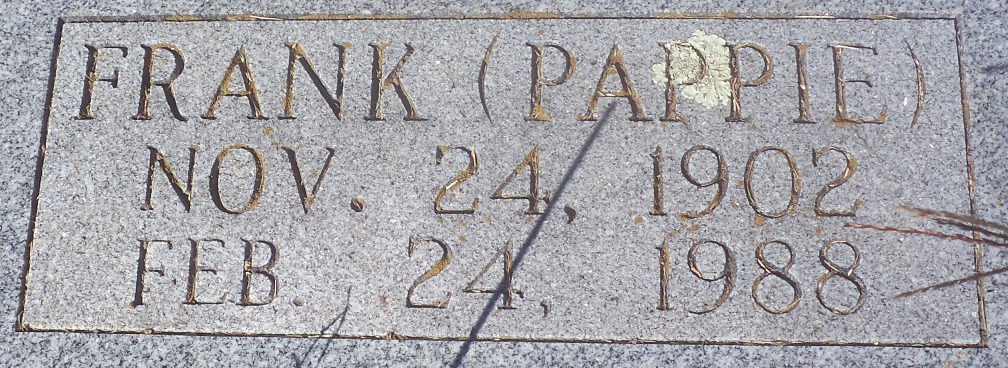 FRANK (PAPPIE)
NOV. 24, 1902
FEB. 24, 1988